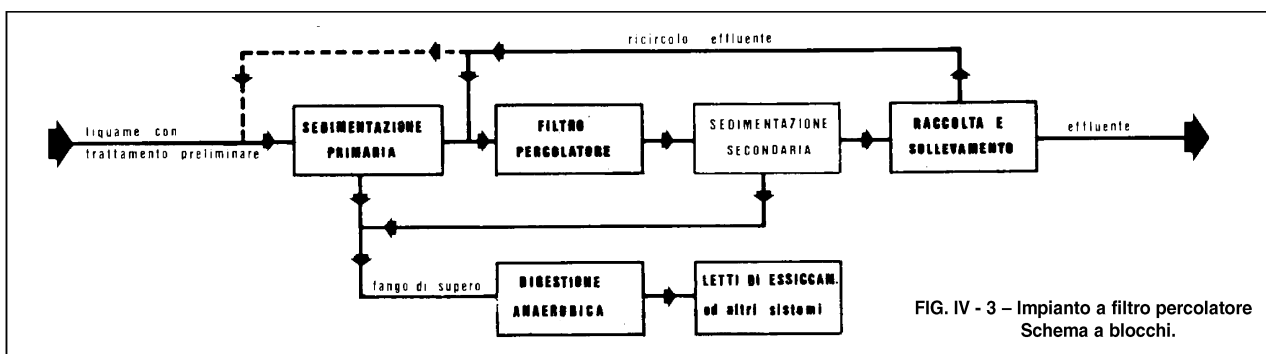 ricircolo effluente
liquame con
trattamento preliminare
SEDIMENTAZIONE
PRIMARIA
FILTRO
PERCOLATORE
SEDIMENTAZIONE
SECONDARIA
RACCOLTA E
SOLLEVAMENTO
effluente
fango di supero
DIGESTIONE
ANAEROBICA
LETTI DI ESSICCAM.
ed altri sistemi
FIG. IV - 3 – Impianto a filtro percolatore
Schema a blocchi.